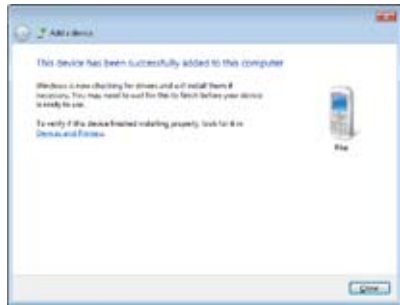 Add a device
This device has been successfully added to this computer
Windows is now checking for drivers and will install them if
necessary. You may need to wait for this to finish before your device
is ready to use.
To verify if this device finished installing properly, look for it in
Devices and Printers.
Close